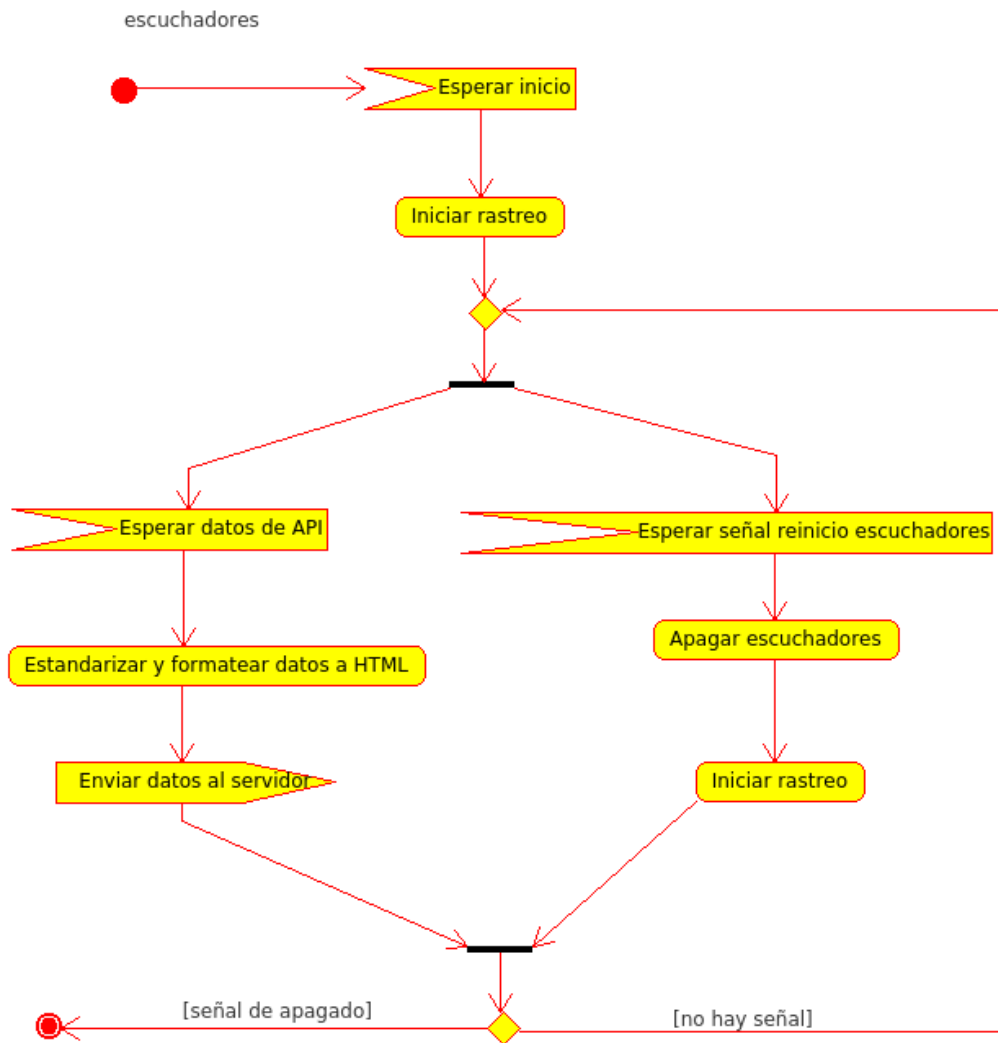 escuchadores
Esperar inicio
Iniciar rastreo
Esperar datos de API
Esperar señal reinicio escuchadores
Apagar escuchadores
Estandarizar y formatear datos a HTML
Enviar datos al servidor
Iniciar rastreo
[señal de apagado]
[no hay señal]